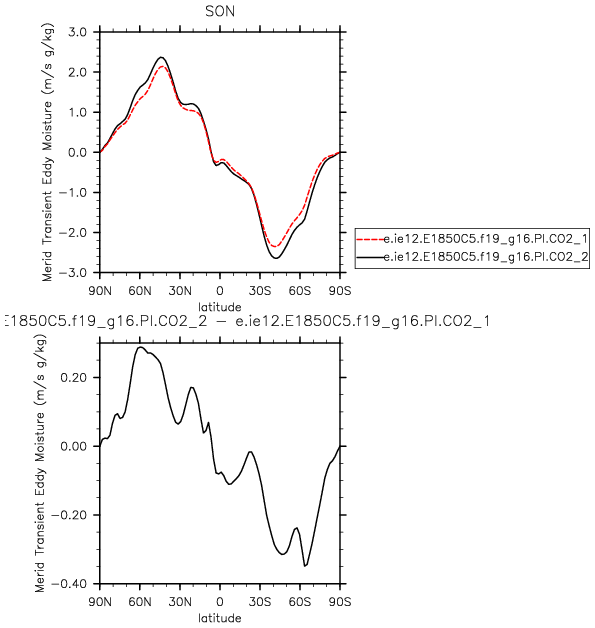 SON
Merid Transient Eddy Moisture (m/s g/kg)
3.0
2.0
1.0
0.0
-1.0
-2.0
-3.0
90N 60N 30N 0 30S 60S 90S
latitude
e.ie12.E1850C5.f19_g16.PI.CO2_1
e.ie12.E1850C5.f19_g16.PI.CO2_2
E1850C5.f19_g16.PI.CO2_2 - e.ie12.E1850C5.f19_g16.PI.CO2_1
Merid Transient Eddy Moisture (m/s g/kg)
0.20
0.00
-0.20
-0.40
90N 60N 30N 0 30S 60S 90S
latitude